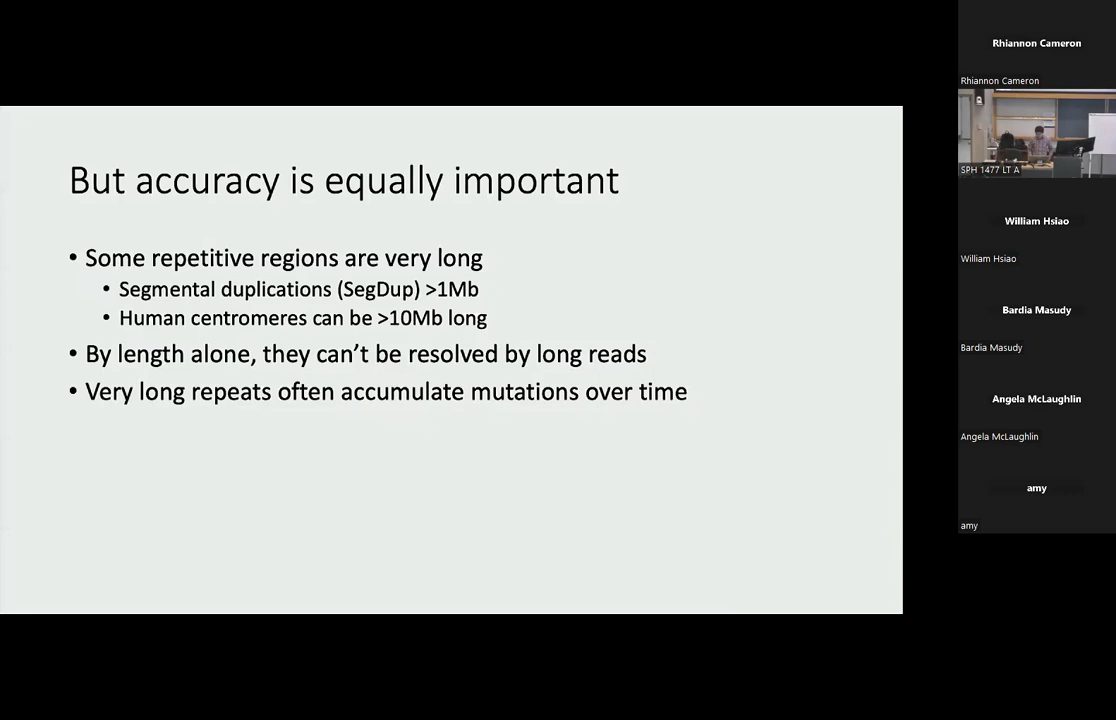 But accuracy is equally important
• Some repetitive regions are very long
• Segmental duplications (SegDup) >1Mb
• Human centromeres can be >10Mb long
• By length alone, they can’t be resolved by long reads
• Very long repeats often accumulate mutations over time
Rhiannon Cameron
Rhiannon Cameron
SPH 1477 LT A
William Hsiao
William Hsiao
Bardia Masudy
Bardia Masudy
Angela McLaughlin
Angela McLaughlin
amy
amy